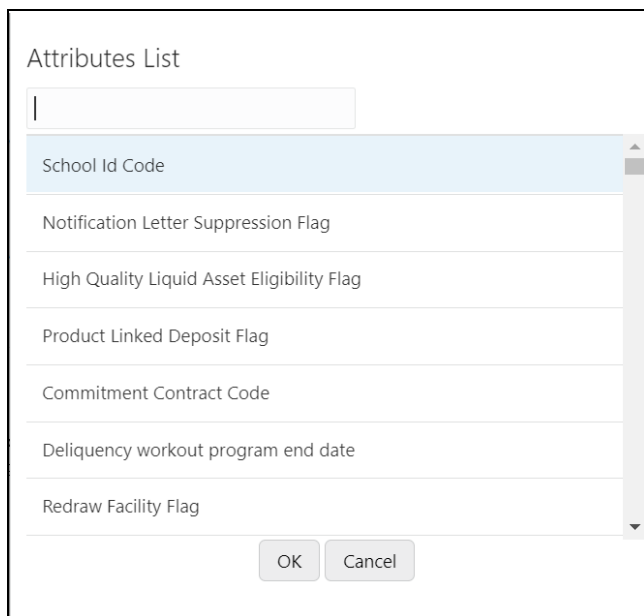 Attributes List
School Id Code
Notification Letter Suppression Flag
High Quality Liquid Asset Eligibility Flag
Product Linked Deposit Flag
Commitment Contract Code
Deliquency workout program end date
Redraw Facility Flag
OK Cancel